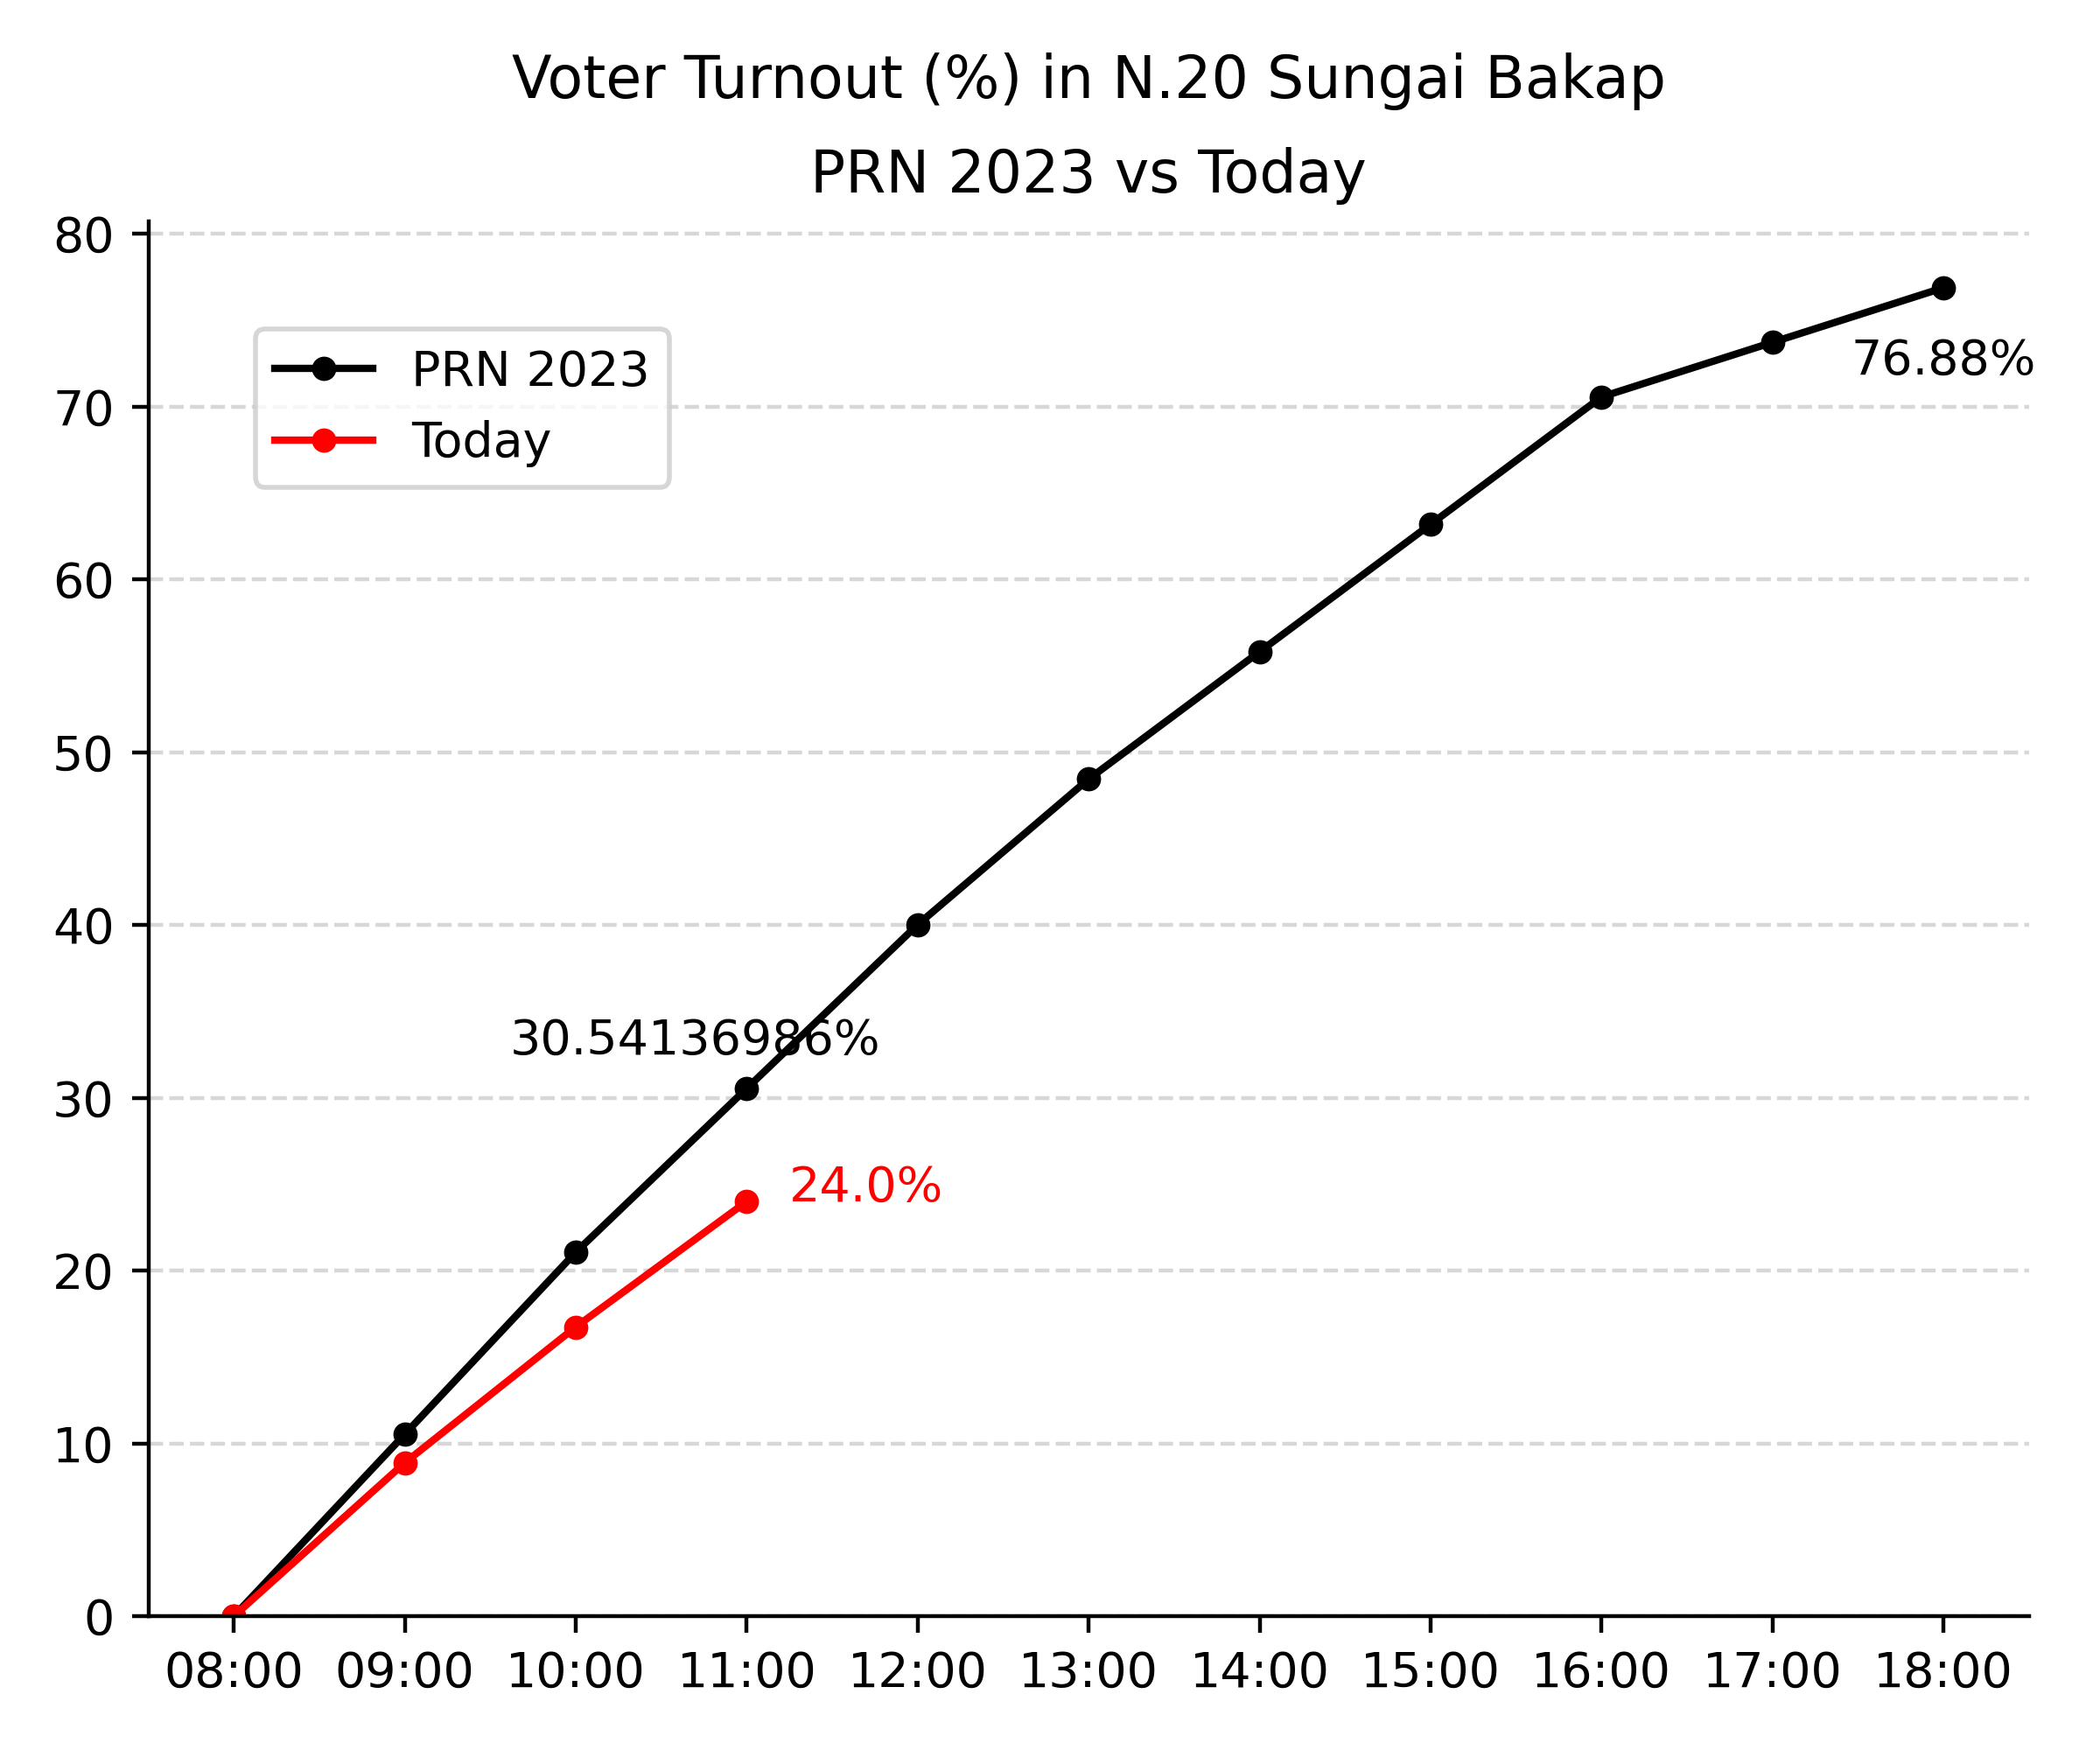 Voter Turnout (%) in N.20 Sungai Bakap
PRN 2023 vs Today
80
70
60
50
40
30
20
10
0
PRN 2023
Today
76.88%
30.54136986%
24.0%
08:00 09:00 10:00 11:00 12:00 13:00 14:00 15:00 16:00 17:00 18:00